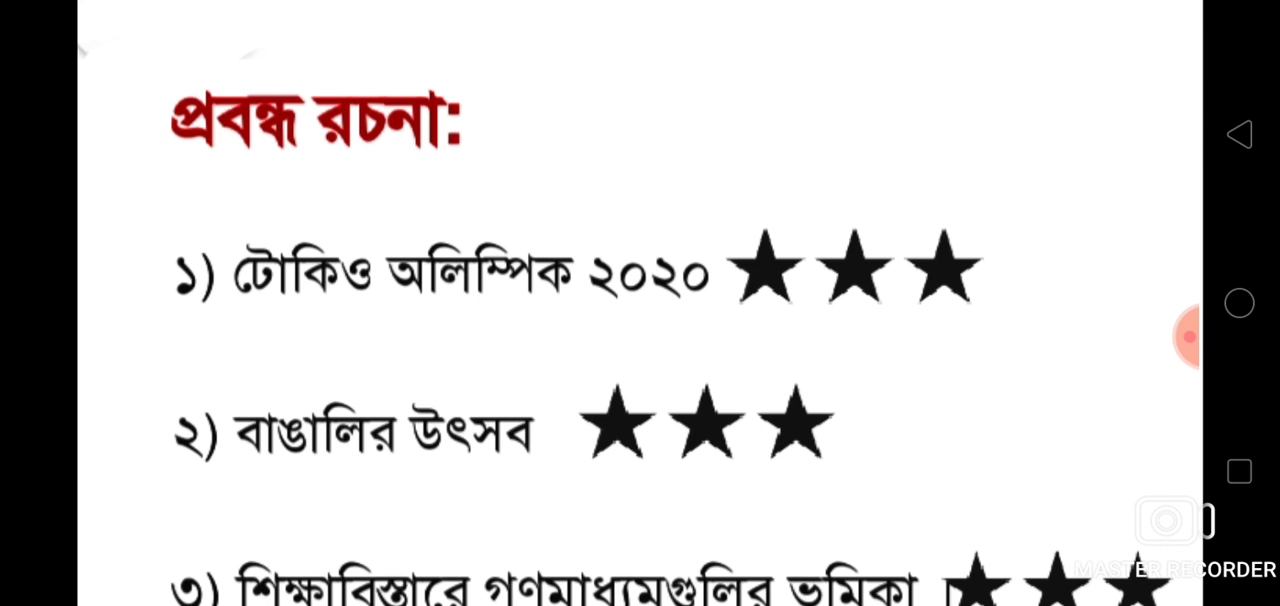 প্রবন্ধ রচনা:
১) টোকিও অলিম্পিক ২০২০ ★★★
২) বাঙালির উৎসব ★★★
৩) শিক্ষাবিস্তারে গণমাধ্যমগুলির ভূমিকা ★★★
MASTER RECORDER